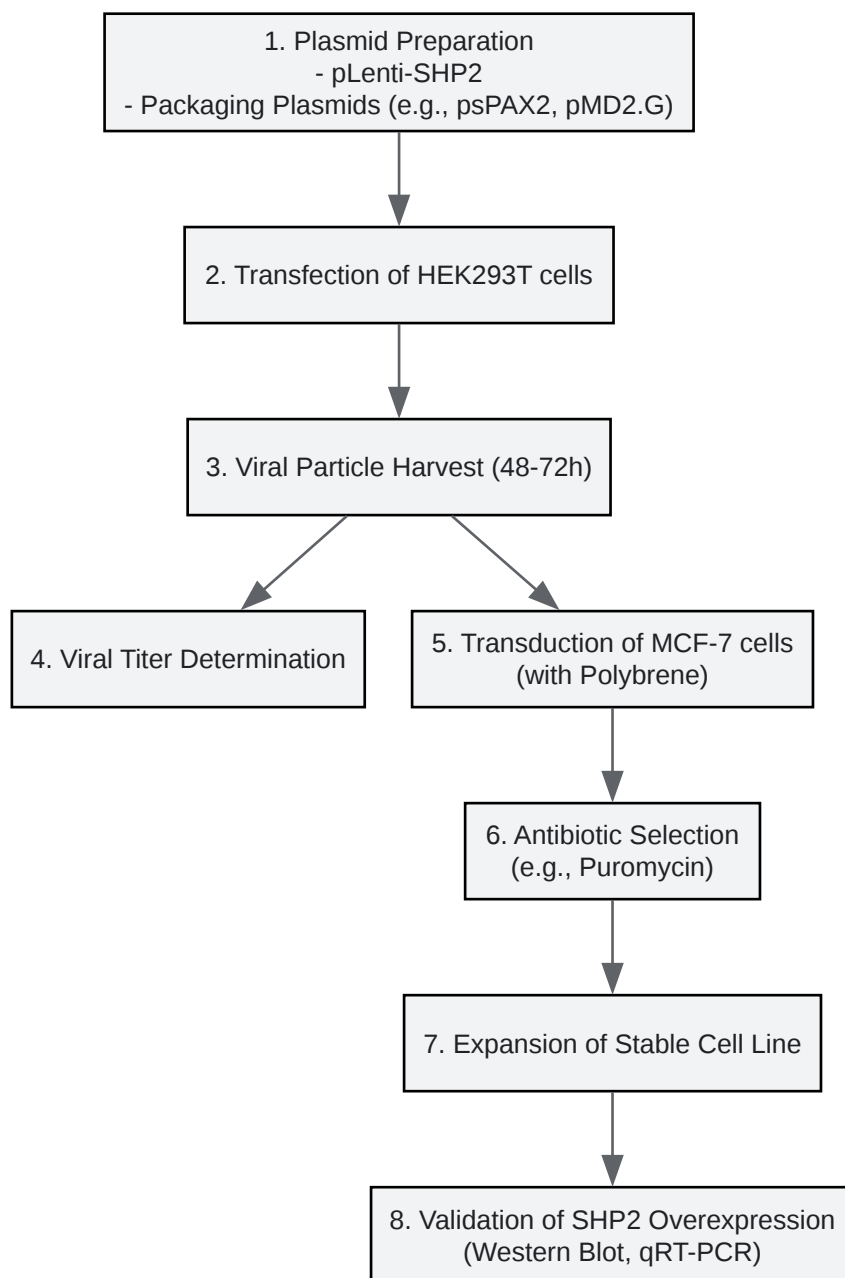 1. Plasmid Preparation
- pLenti-SHP2
- Packaging Plasmids (e.g., psPAX2, pMD2.G)
2. Transfection of HEK293T cells
3. Viral Particle Harvest (48-72h)
4. Viral Titer Determination
5. Transduction of MCF-7 cells
(with Polybrene)
6. Antibiotic Selection
(e.g., Puromycin)
7. Expansion of Stable Cell Line
8. Validation of SHP2 Overexpression
(Western Blot, qRT-PCR)